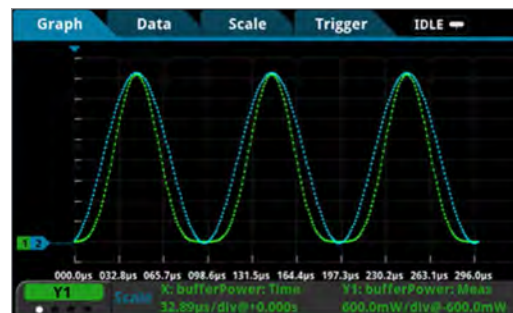 Graph Data Scale Trigger IDLE
1 2
000.0µs 032.8µs 065.7µs 098.6µs 131.5µs 164.4µs 197.3µs 230.2µs 263.1µs 296.0µs
Y1 Scale X: bufferPower: Time Y1: bufferPower: Meas
32.89µs/div@+0.000s 600.0mW/div@-600.0mW